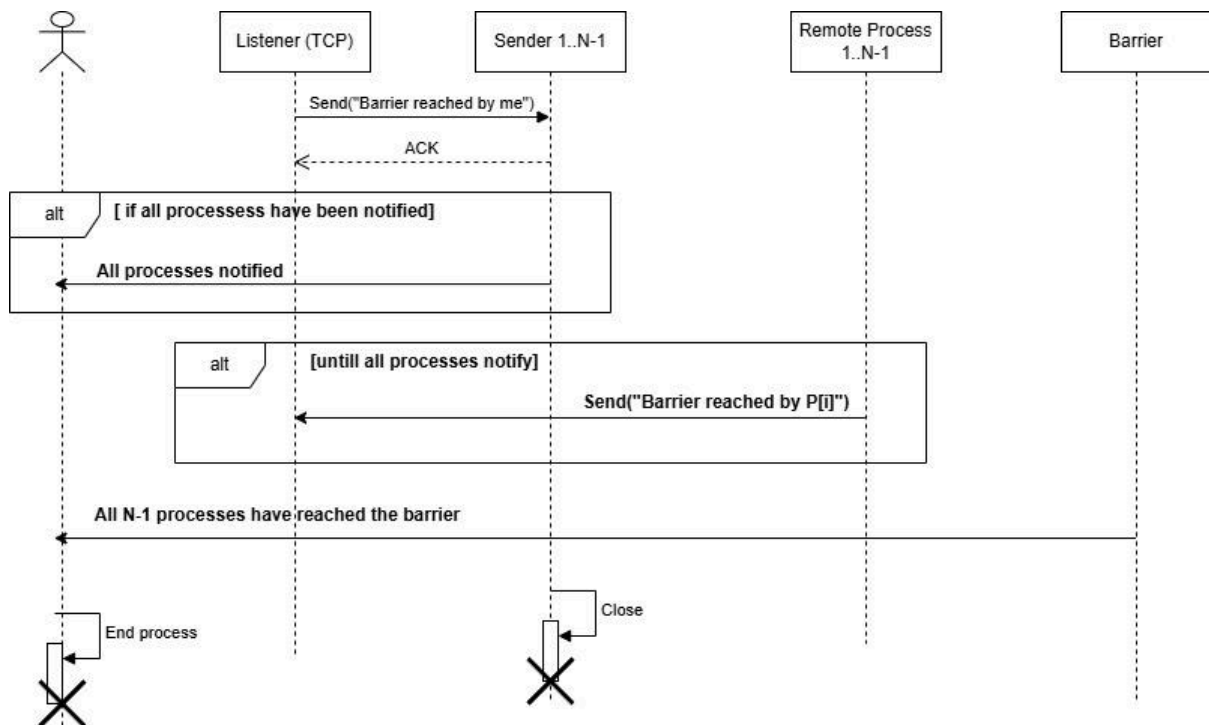 Listener (TCP)
Sender 1..N-1
Remote Process
1..N-1
Barrier
Send("Barrier reached by me")
ACK
alt
[ if all processess have been notified]
All processes notified
alt
[untill all processes notify]
Send("Barrier reached by P[i]")
All N-1 processes have reached the barrier
Close
End process